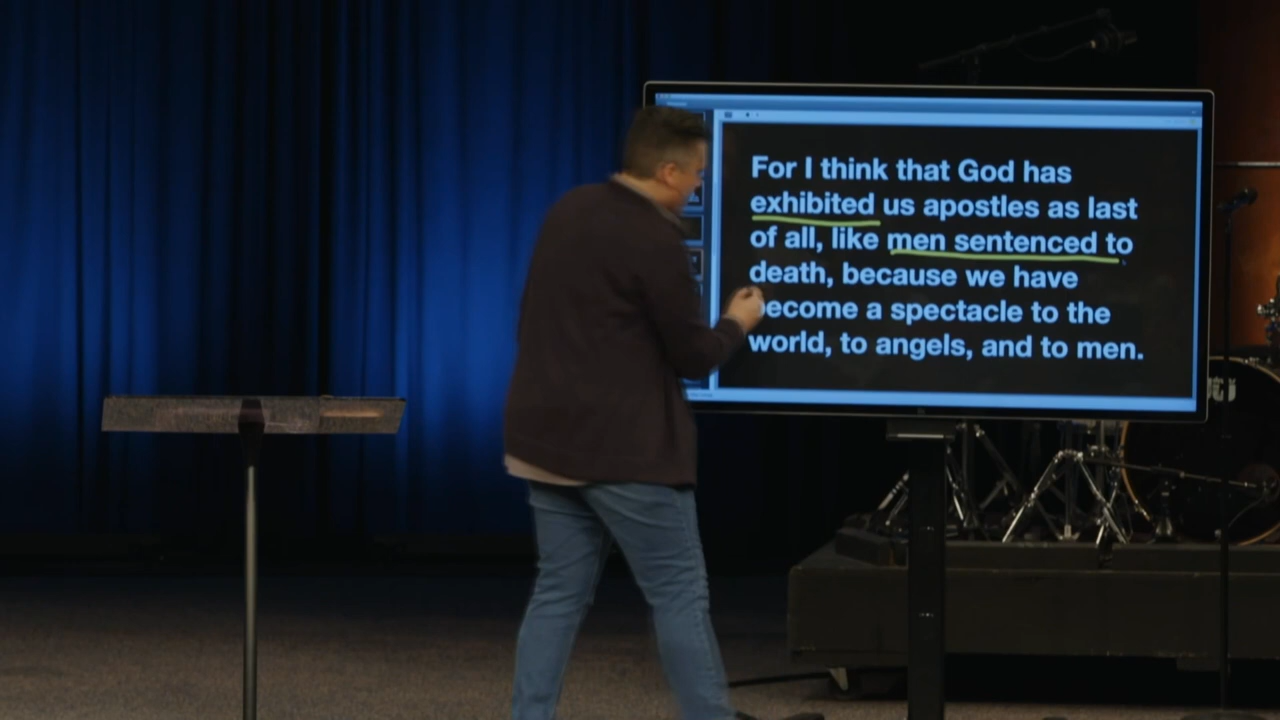 For I think that God has
exhibited us apostles as last
of all, like men sentenced to
death, because we have
become a spectacle to the
world, to angels, and to men.